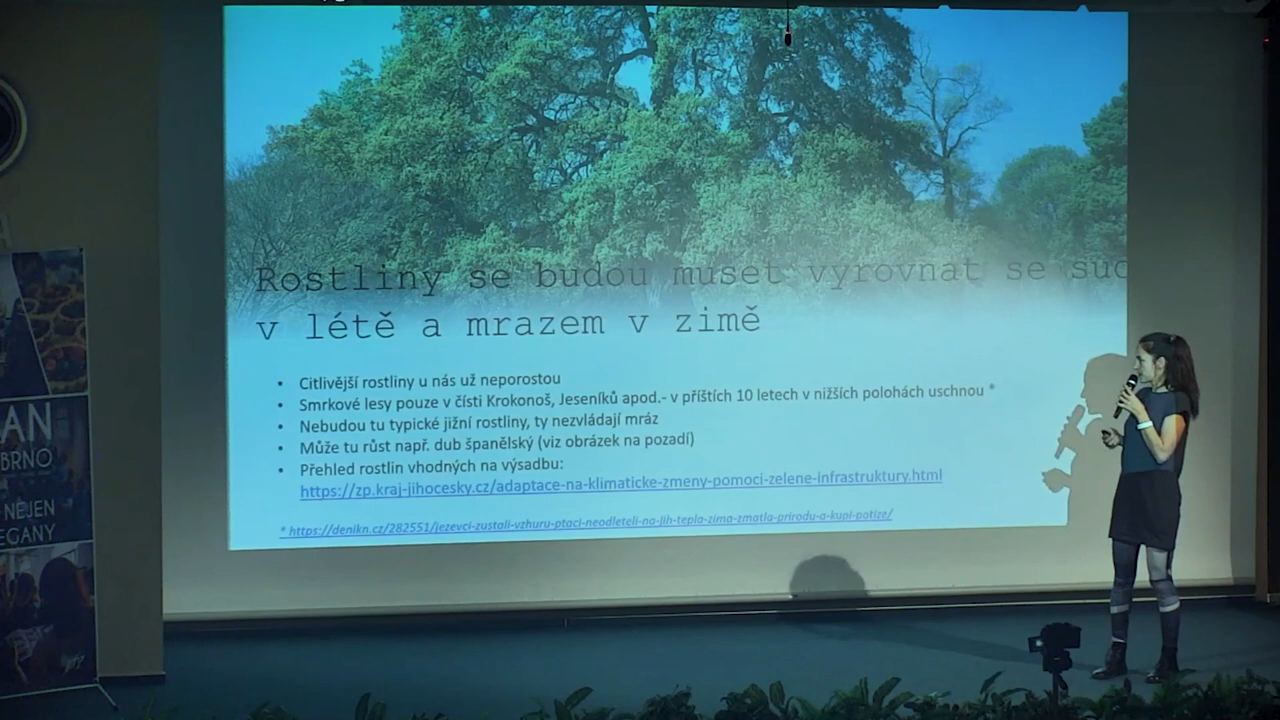 Rostliny se budou muset vyrovnat se suc
v létě a mrazem v zimě
• Citlivější rostliny u nás už neporostou
• Smrkové lesy pouze v čísti Krokonoš, Jeseníků apod.- v příštích 10 letech v nižších polohách uschnou *
• Nebudou tu typické jižní rostliny, ty nezvládají mráz
• Může tu růst např. dub španělský (viz obrázek na pozadí)
• Přehled rostlin vhodných na výsadbu:
https://zp.kraj-jihocesky.cz/adaptace-na-klimaticke-zmeny-pomoci-zelene-infrastruktury.html
* https://denikn.cz/282551/jezevci-zustali-vzhuru-ptaci-neodleteli-na-jih-tepla-zima-zmatla-prirodu-a-kupi-potize/
AN
BRNO
NEJEN
EGANY